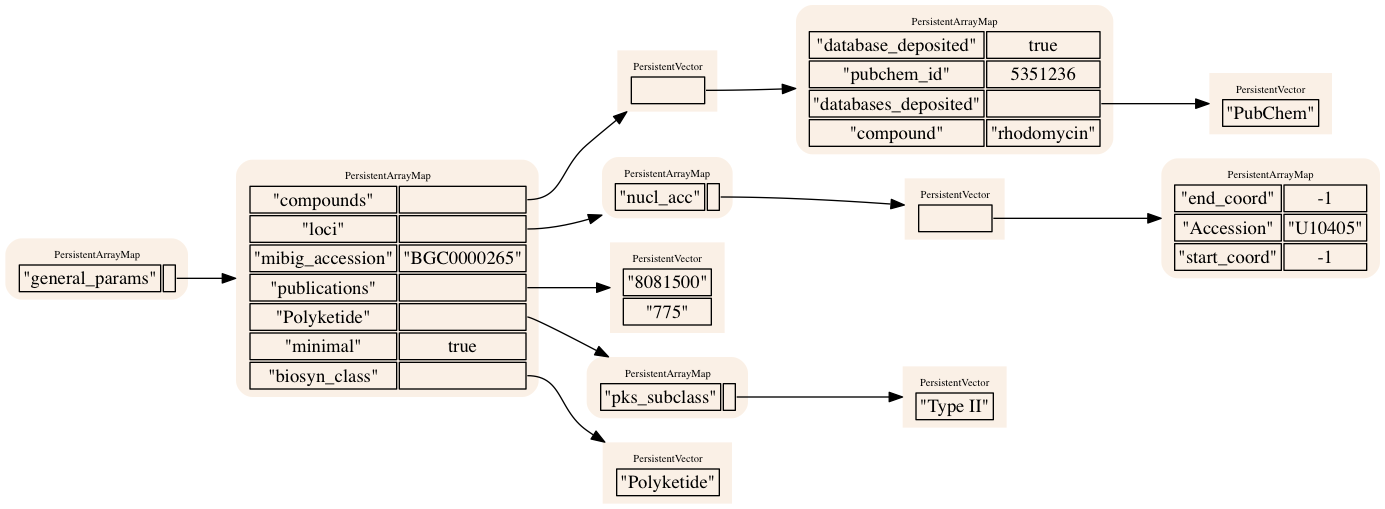 PersistentArrayMap
"general_params"
PersistentArrayMap
"compounds"
"loci"
"mibig_accession" "BGC0000265"
"publications"
"Polyketide"
"minimal" true
"biosyn_class"
PersistentVector
PersistentArrayMap
"database_deposited" true
"pubchem_id" 5351236
"databases_deposited"
"compound" "rhodomycin"
PersistentVector
"PubChem"
PersistentArrayMap
"nucl_acc"
PersistentVector
PersistentArrayMap
"end_coord" -1
"Accession" "U10405"
"start_coord" -1
PersistentVector
"8081500"
"775"
PersistentArrayMap
"pks_subclass"
PersistentVector
"Type II"
PersistentVector
"Polyketide"